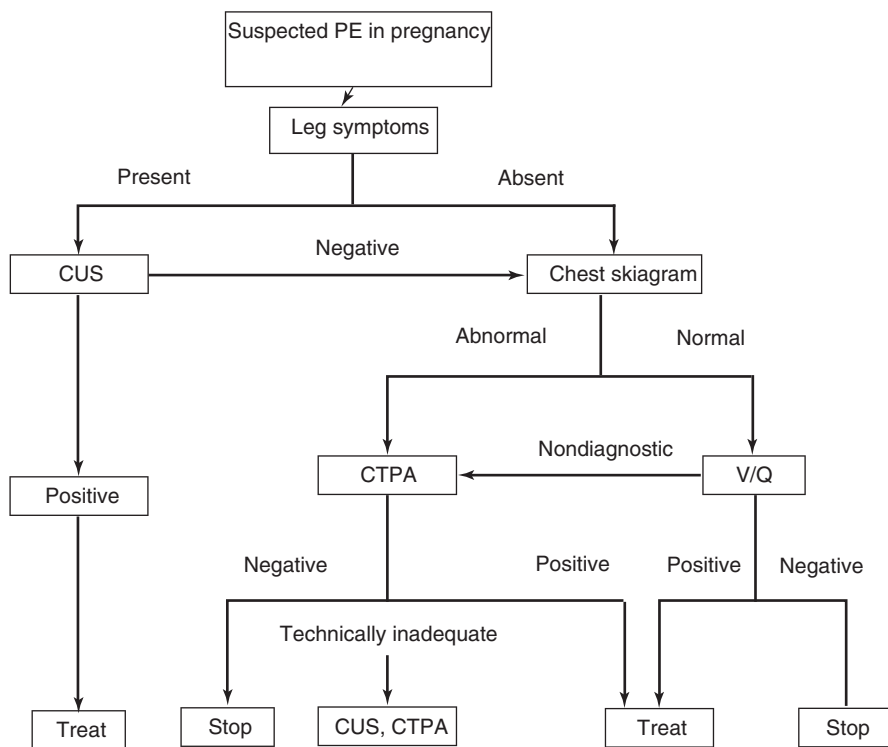 Suspected PE in pregnancy
Leg symptoms
Present
Absent
CUS
Negative
Chest skiagram
Abnormal
Normal
Nondiagnostic
CTPA
V/Q
Positive
Negative
Positive
Positive
Negative
Technically inadequate
Treat
Stop
CUS, CTPA
Treat
Stop